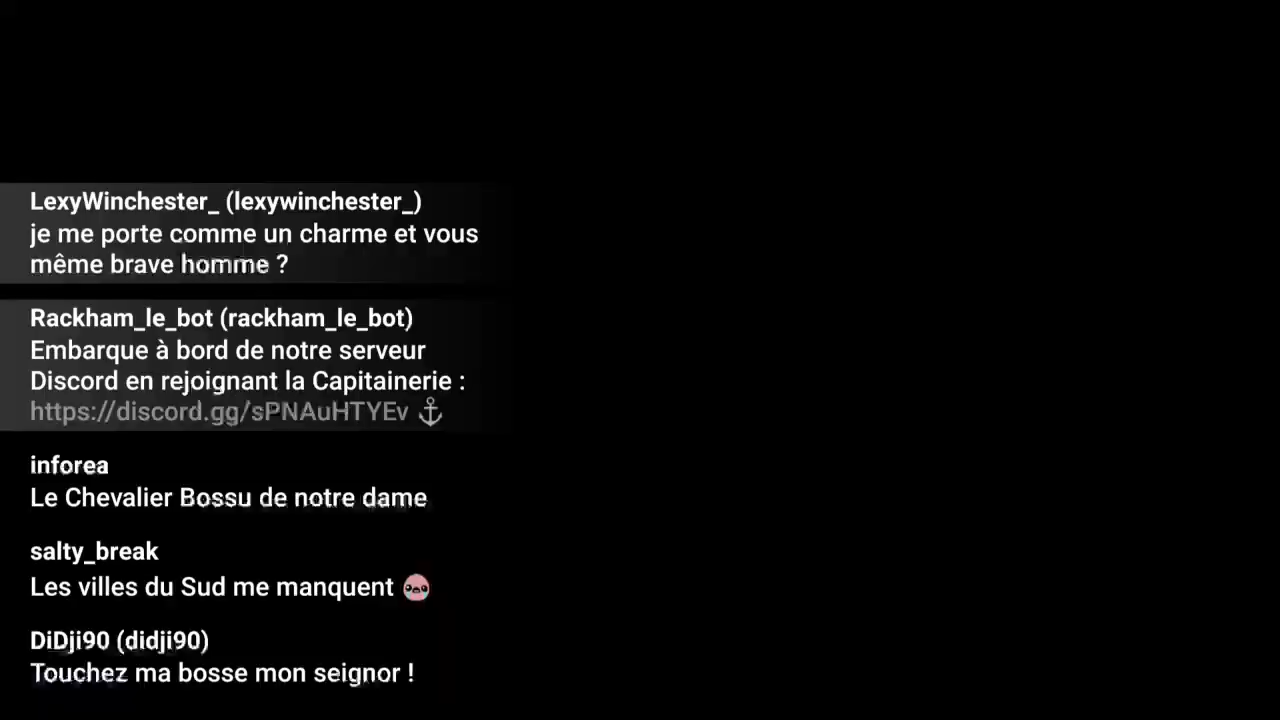 LexyWinchester_ (lexywinchester_)
je me porte comme un charme et vous
même brave homme ?
Rackham_le_bot (rackham_le_bot)
Embarque à bord de notre serveur
Discord en rejoignant la Capitainerie :
https://discord.gg/sPNAuHTYEv ⚓
inforea
Le Chevalier Bossu de notre dame
salty_break
Les villes du Sud me manquent
DiDji90 (didji90)
Touchez ma bosse mon seignor !